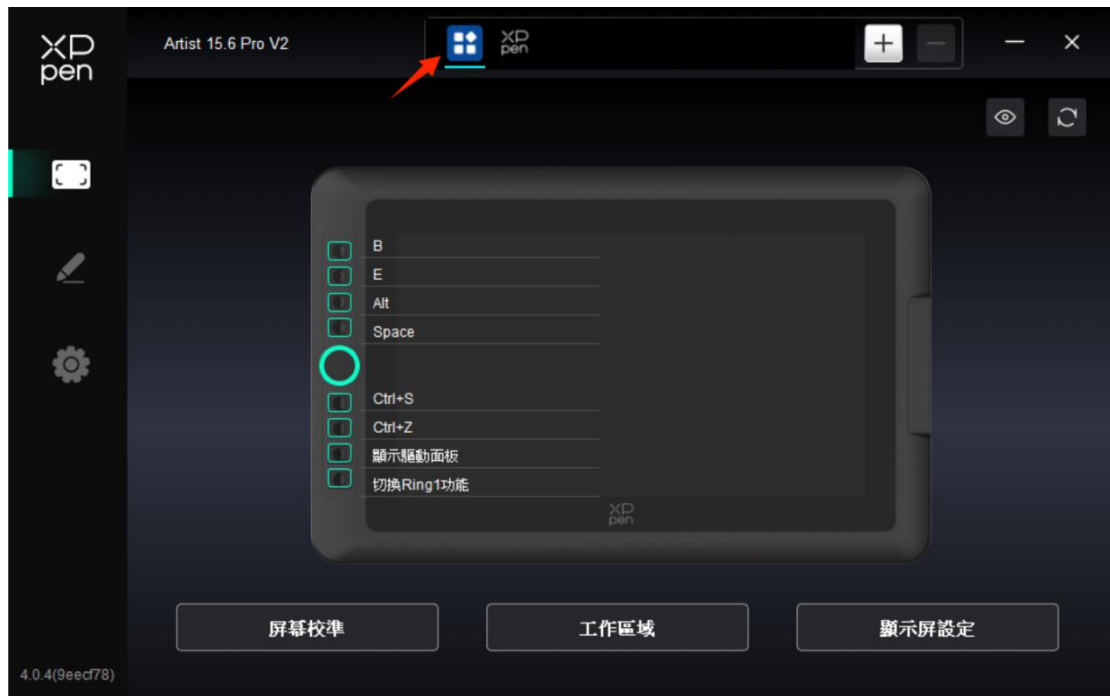 XP
pen
Artist 15.6 Pro V2
XP
pen
B
E
Alt
Space
Ctrl+S
Ctrl+Z
顯示驅動面板
切換Ring1功能
XP
pen
屏幕校準
工作區域
顯示屏設定
4.0.4(9eecf78)